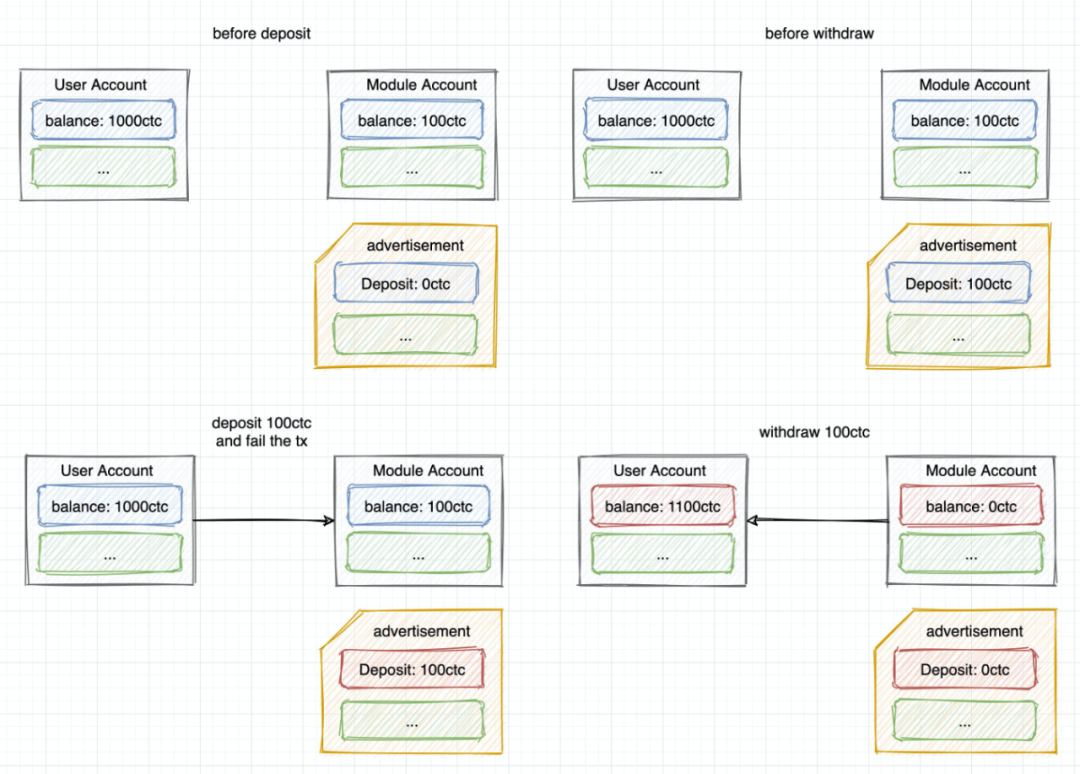 before deposit
User Account
balance: 1000ctc
...
Module Account
balance: 100ctc
...
advertisement
Deposit: 0ctc
...
before withdraw
User Account
balance: 1000ctc
...
Module Account
balance: 100ctc
...
advertisement
Deposit: 100ctc
...
deposit 100ctc
and fail the tx
User Account
balance: 1000ctc
...
Module Account
balance: 100ctc
...
advertisement
Deposit: 100ctc
...
withdraw 100ctc
User Account
balance: 1100ctc
...
Module Account
balance: 0ctc
...
advertisement
Deposit: 0ctc
...